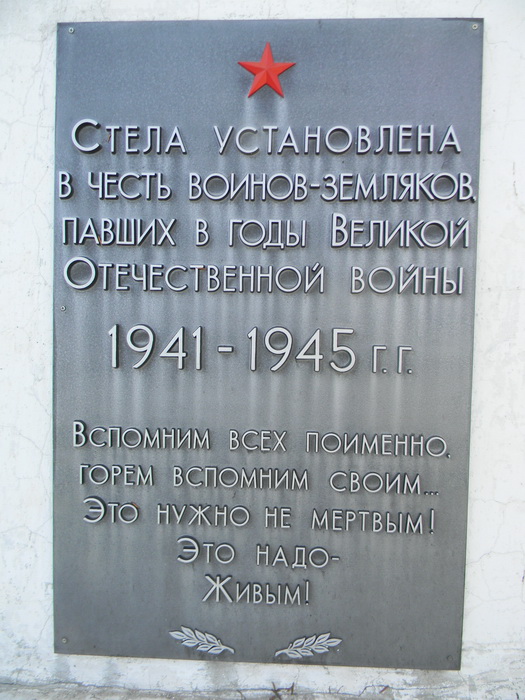 Стела установлена
в честь воинов-земляков,
павших в годы Великой
Отечественной войны
1941-1945 г.г.
Вспомним всех поименно,
горем вспомним своим...
Это нужно не мертвым!
Это надо-
Живым!